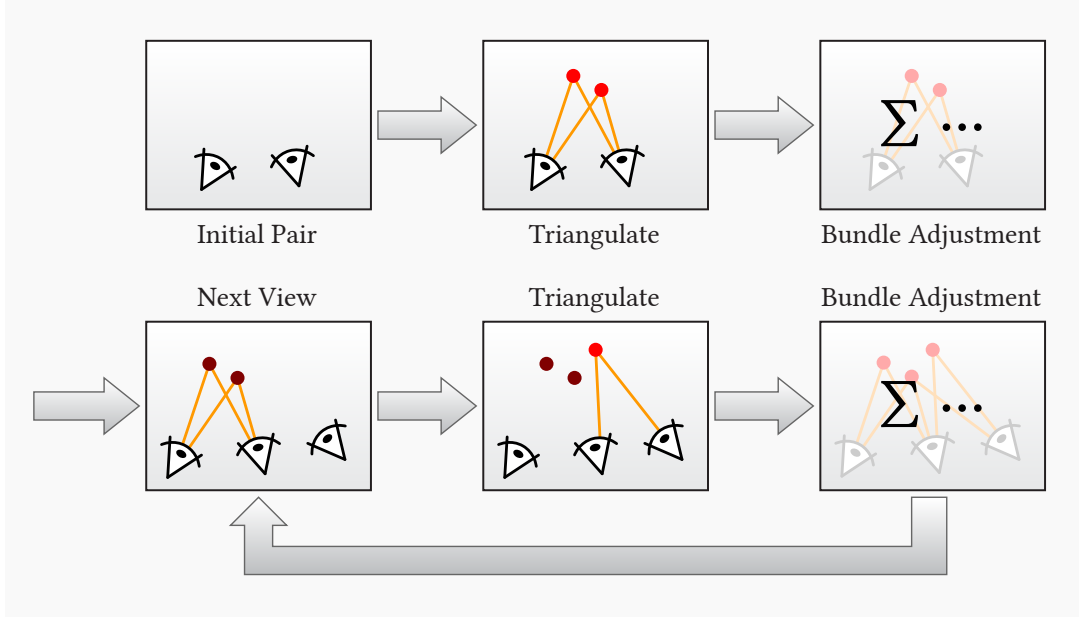 ∑ ...
Initial Pair
Triangulate
Bundle Adjustment
Next View
Triangulate
Bundle Adjustment
∑ ...